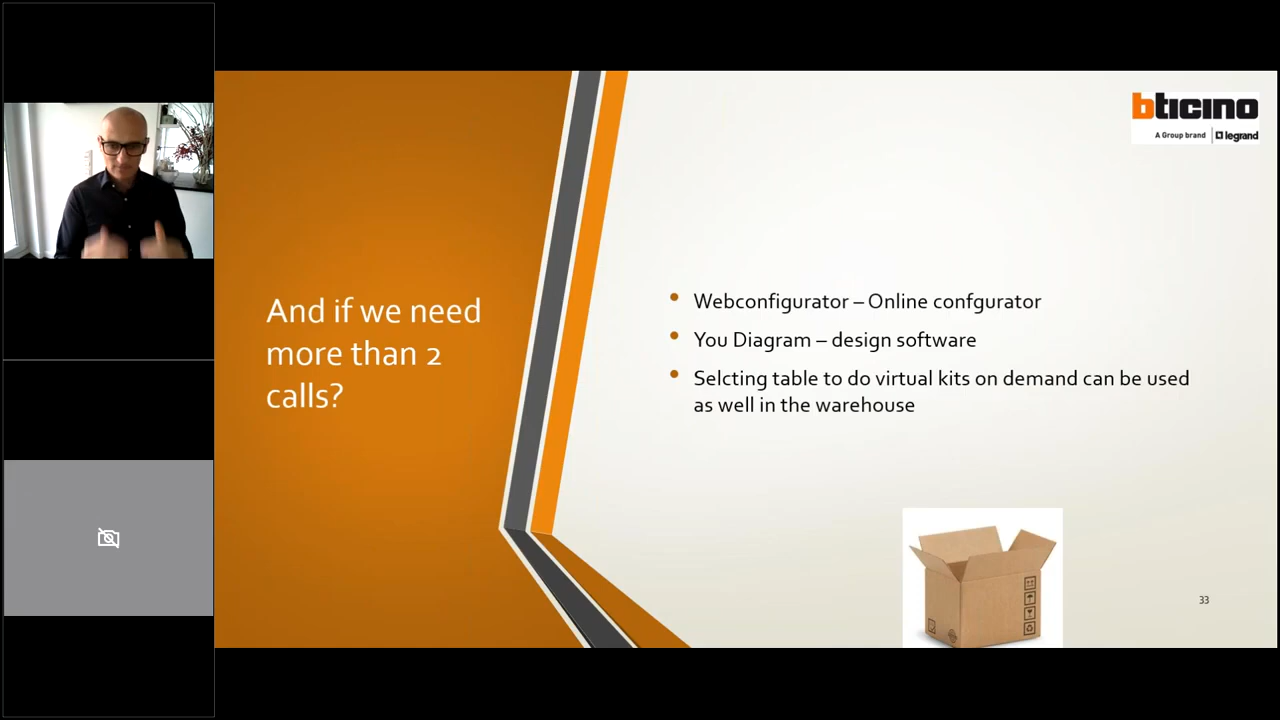 bticino
A Group brand | legrand
And if we need
more than 2
calls?
Webconfigurator – Online confgurator
You Diagram – design software
Selcting table to do virtual kits on demand can be used
as well in the warehouse
33